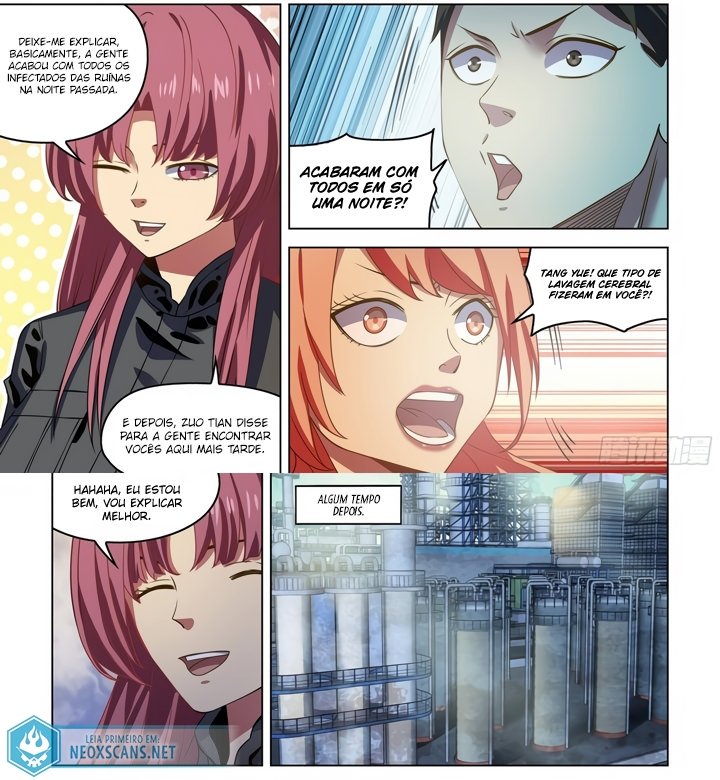 DEIXE-ME EXPLICAR,
BASICAMENTE, A GENTE
ACABOU COM TODOS OS
INFECTADOS DAS RUÍNAS
NA NOITE PASSADA.
ACABARAM COM
TODOS EM SÓ
UMA NOITE?!
TANG YUE! QUE TIPO DE
LAVAGEM CEREBRAL
FIZERAM EM VOCÊ?!
E DEPOIS, ZUO TIAN DISSE
PARA A GENTE ENCONTRAR
VOCÊS AQUI MAIS TARDE.
HAHAHA, EU ESTOU
BEM, VOU EXPLICAR
MELHOR.
ALGUM TEMPO
DEPOIS.
LEIA PRIMEIRO EM:
NEOXSCANS.NET